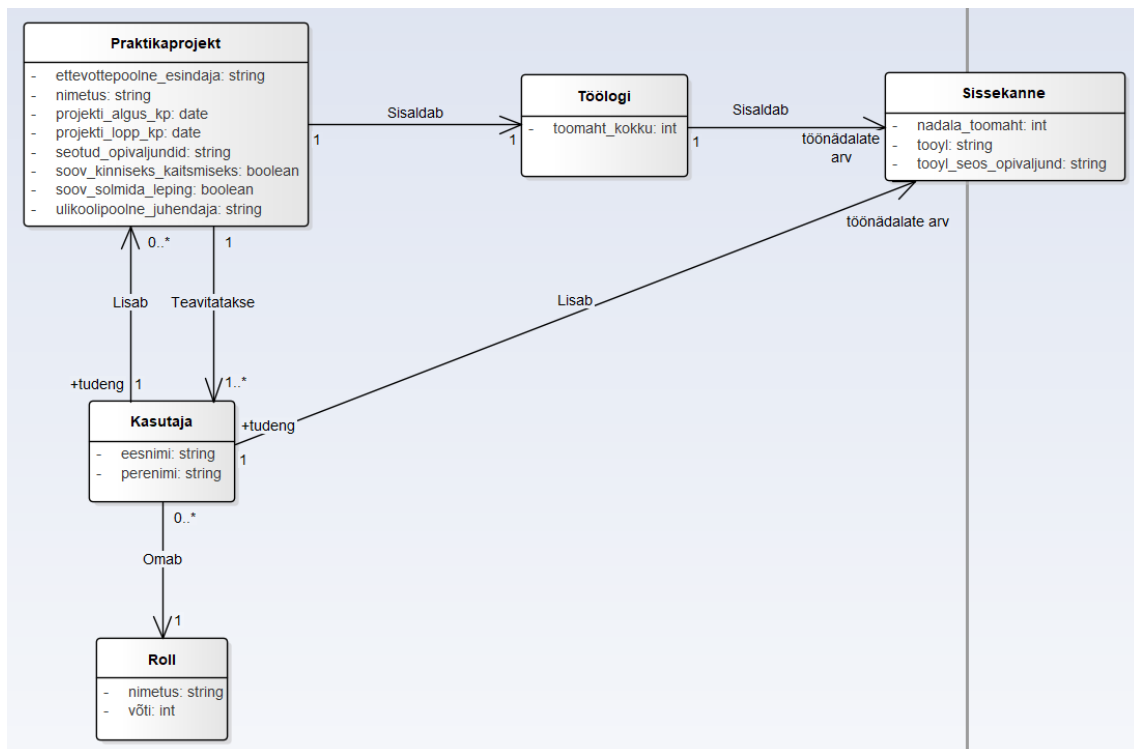 Praktikaprojekt
- ettevottepoolne_esindaja: string
- nimetus: string
- projekti_algus_kp: date
- projekti_lopp_kp: date
- seotud_opivaljundid: string
- soov_kinniseks_kaitsmiseks: boolean
- soov_solmida_leping: boolean
- ulikoolipoolne_juhendaja: string
Sisaldab
1
1
Töölogi
- toomaht_kokku: int
Sisaldab
1
töönädalate
arv
Sissekanne
- nadala_toomaht: int
- tooyl: string
- tooyl_seos_opivaljund: string
töönädalate arv
0..*
1
Lisab
Teavitatakse
Lisab
+tudeng
1
1..*
Kasutaja
- eesnimi: string
- perenimi: string
+tudeng
1
0..*
Omab
1
Roll
- nimetus: string
- võti: int